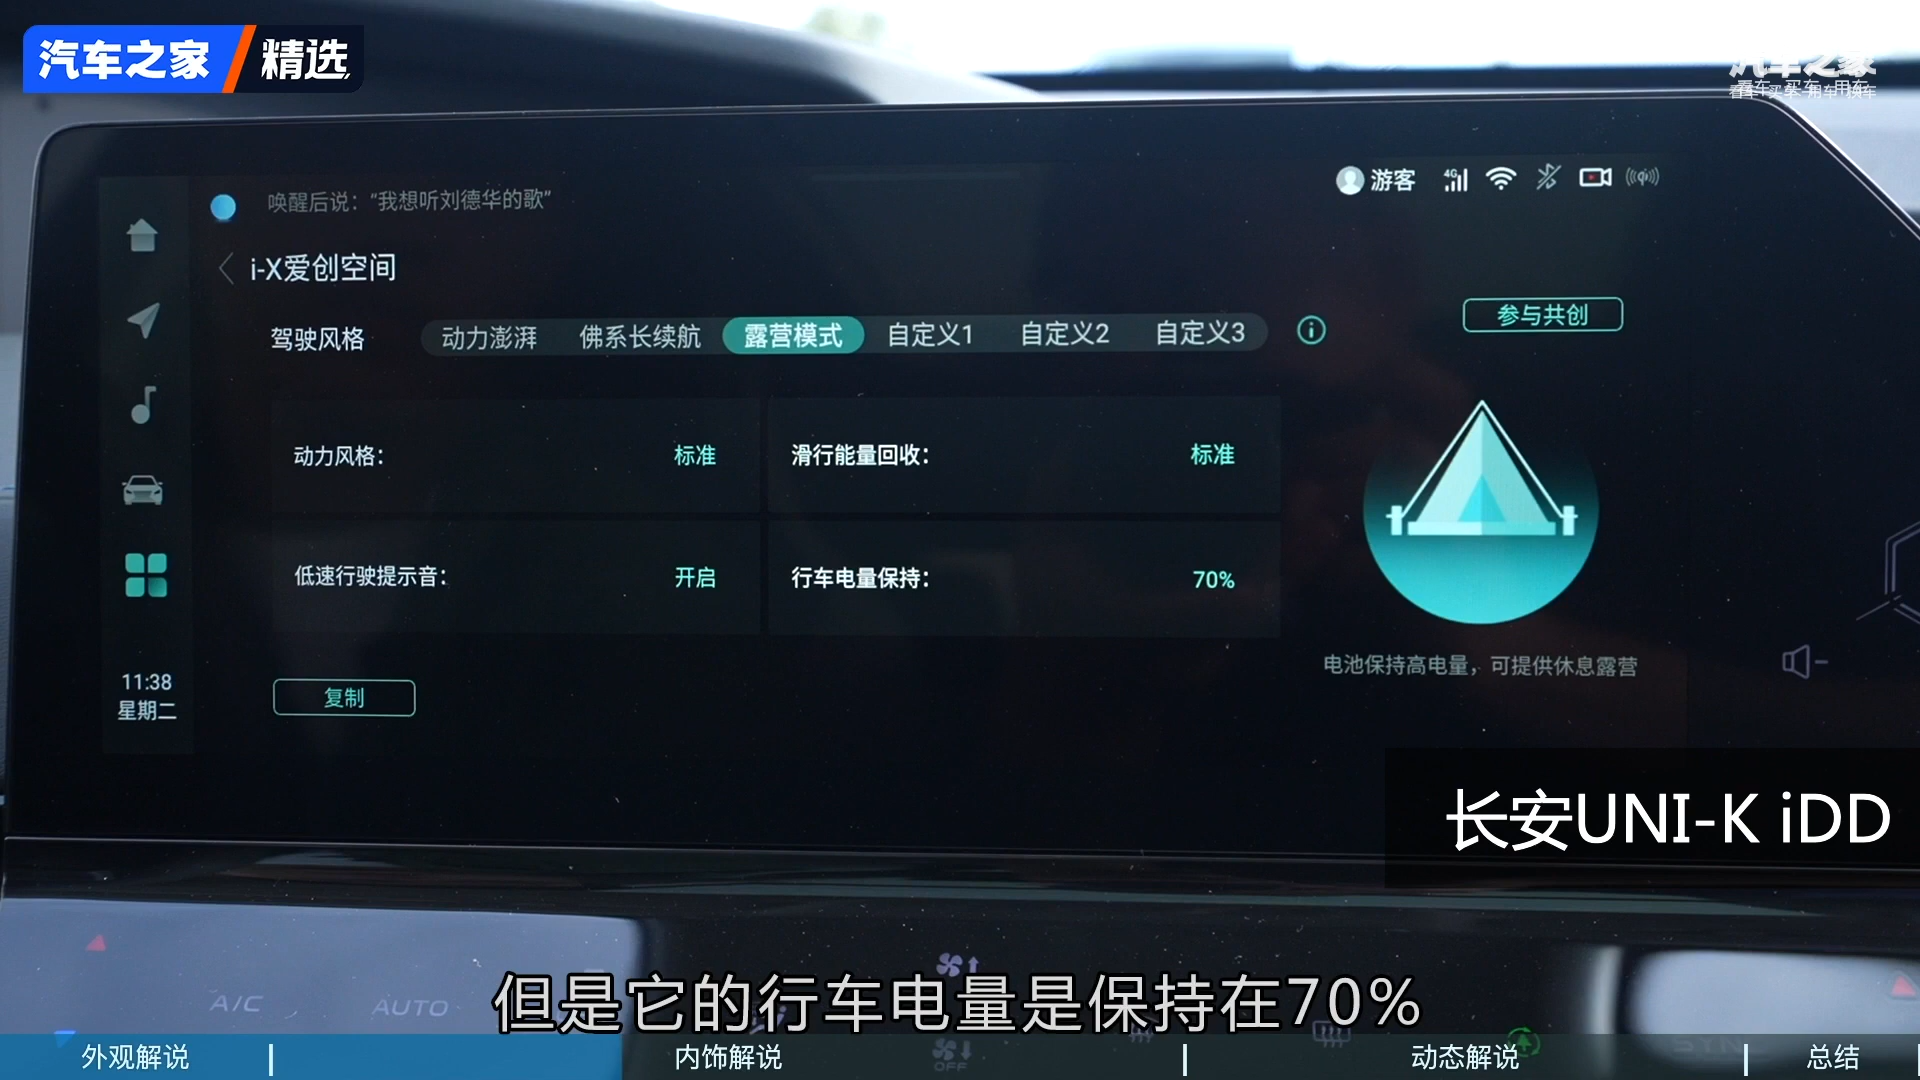 汽车之家 精选
汽车之家
唤醒后说：“我想听刘德华的歌”
游客
4G
i-X爱创空间
参与共创
驾驶风格
动力澎湃 佛系长续航 露营模式 自定义1 自定义2 自定义3
动力风格： 标准
滑行能量回收： 标准
低速行驶提示音： 开启
行车电量保持： 70%
电池保持高电量，可提供休息露营
11:38
星期二
复制
长安UNI-K iDD
A/C
AUTO
但是它的行车电量是保持在70%
OFF
SYNC
外观解说 | 内饰解说 | 动态解说 | 总结